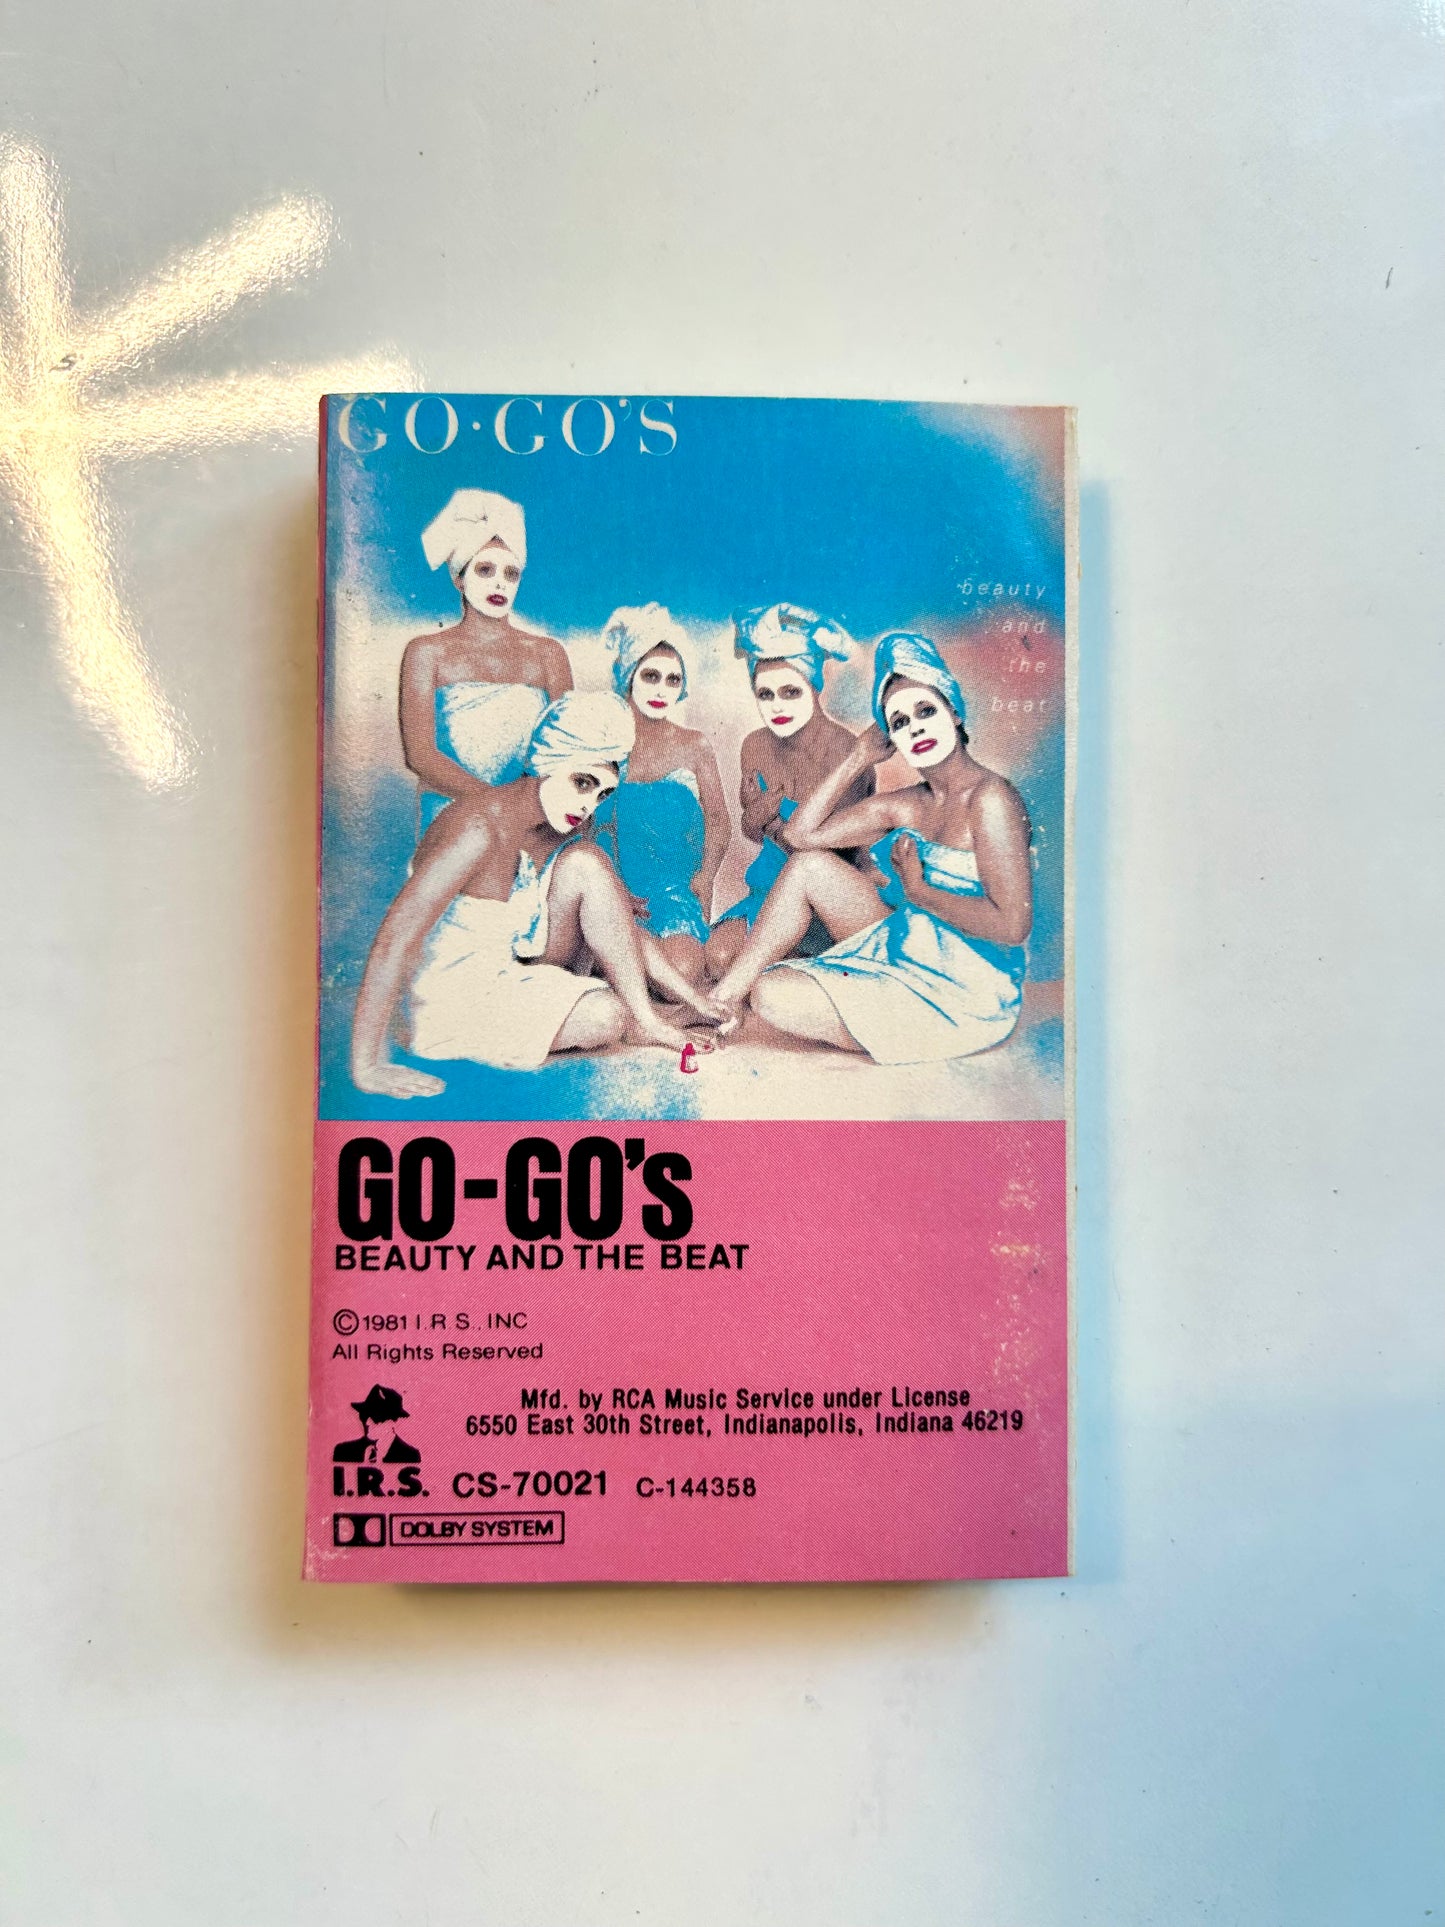 GO·GO'S
beauty
and
the
beat
GO-GO's
BEAUTY AND THE BEAT
©1981 I.R.S., INC
All Rights Reserved
Mfd. by RCA Music Service under License
6550 East 30th Street, Indianapolis, Indiana 46219
I.R.S. CS-70021 C-144358
DOLBY SYSTEM